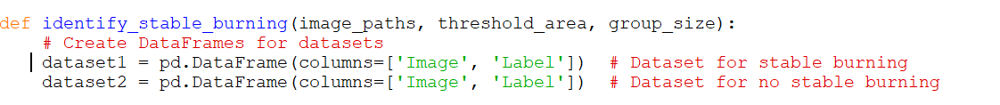 def identify_stable_burning(image_paths, threshold_area, group_size):
    # Create DataFrames for datasets
    dataset1 = pd.DataFrame(columns=['Image', 'Label'])  # Dataset for stable burning
    dataset2 = pd.DataFrame(columns=['Image', 'Label'])  # Dataset for no stable burning